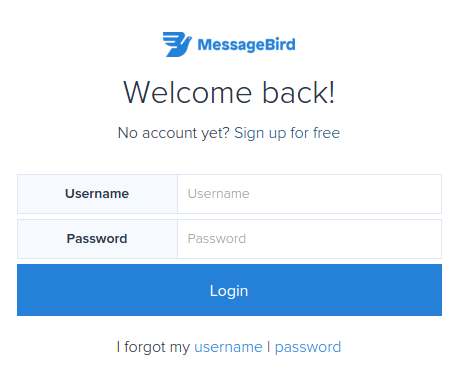 MessageBird
Welcome back!
No account yet? Sign up for free
Username Username
Password Password
Login
I forgot my username | password